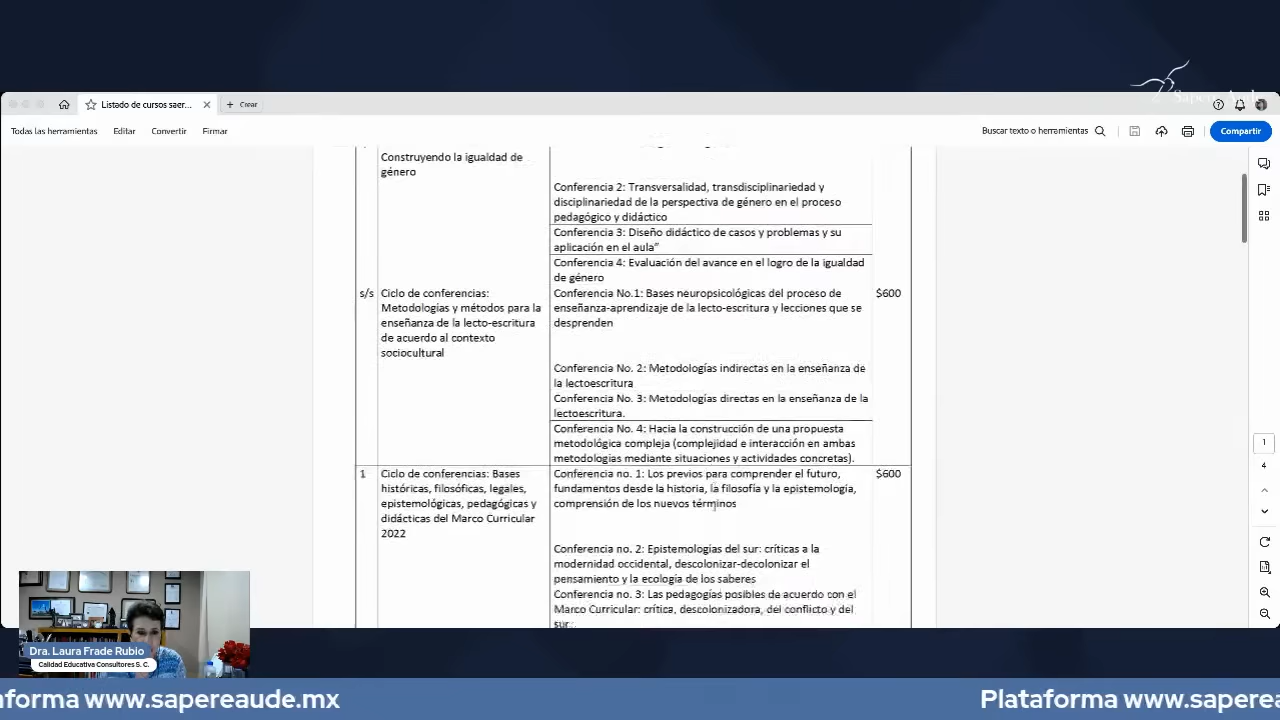 Sapere Aude
Listado de cursos saer...
Crear
Todas las herramientas Editar Convertir Firmar
Buscar texto o herramientas
Compartir
Construyendo la igualdad de
género
Conferencia 2: Transversalidad, transdisciplinariedad y
disciplinariedad de la perspectiva de género en el proceso
pedagógico y didáctico
Conferencia 3: Diseño didáctico de casos y problemas y su
aplicación en el aula”
Conferencia 4: Evaluación del avance en el logro de la igualdad
de género
s/s
Ciclo de conferencias:
Metodologías y métodos para la
enseñanza de la lecto-escritura
de acuerdo al contexto
sociocultural
Conferencia No.1: Bases neuropsicológicas del proceso de
enseñanza-aprendizaje de la lecto-escritura y lecciones que se
desprenden
Conferencia No. 2: Metodologías indirectas en la enseñanza de
la lectoescritura
Conferencia No. 3: Metodologías directas en la enseñanza de la
lectoescritura.
Conferencia No. 4: Hacia la construcción de una propuesta
metodológica compleja (complejidad e interacción en ambas
metodologías mediante situaciones y actividades concretas).
$600
1
Ciclo de conferencias: Bases
históricas, filosóficas, legales,
epistemológicas, pedagógicas y
didácticas del Marco Curricular
2022
Conferencia no. 1: Los previos para comprender el futuro,
fundamentos desde la historia, la filosofía y la epistemología,
comprensión de los nuevos términos
Conferencia no. 2: Epistemologías del sur: críticas a la
modernidad occidental, descolonizar-decolonizar el
pensamiento y la ecología de los saberes
Conferencia no. 3: Las pedagogías posibles de acuerdo con el
Marco Curricular: crítica, descolonizadora, del conflicto y del
sur.
$600
1
4
Dra. Laura Frade Rubio
Calidad Educativa Consultores S. C.
aforma www.sapereaude.mx
Plataforma www.saperea